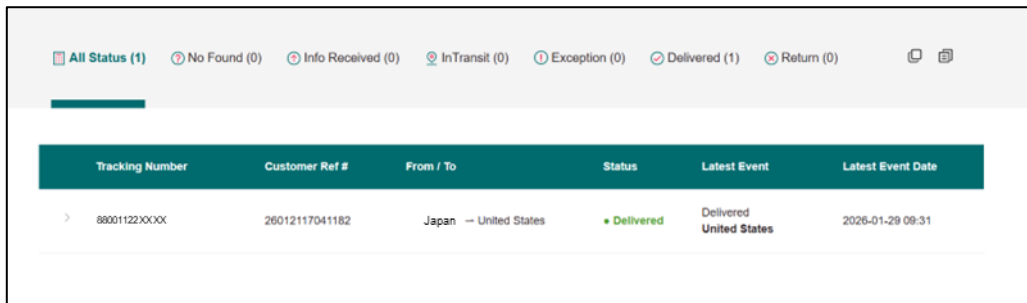 All Status (1) No Found (0) Info Received (0) InTransit (0) Exception (0) Delivered (1) Return (0)
Tracking Number Customer Ref # From / To Status Latest Event Latest Event Date
88001122XXXX 26012117041182 Japan — United States • Delivered Delivered 2026-01-29 09:31
United States